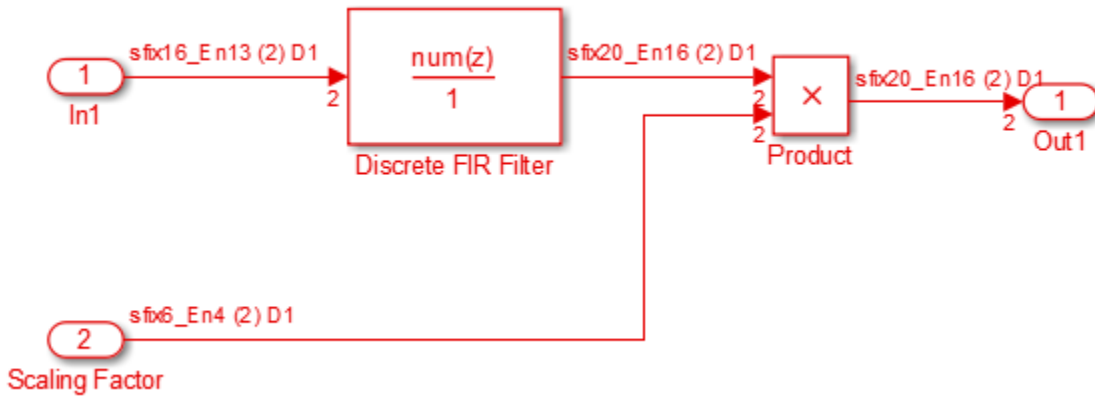 sfix16_En13 (2) D1
1
In1
2
num(z)
1
Discrete FIR Filter
sfix20_En16 (2) D1
2
2
×
Product
sfix20_En16 (2) D1
2
1
Out1
sfix6_En4 (2) D1
2
Scaling Factor